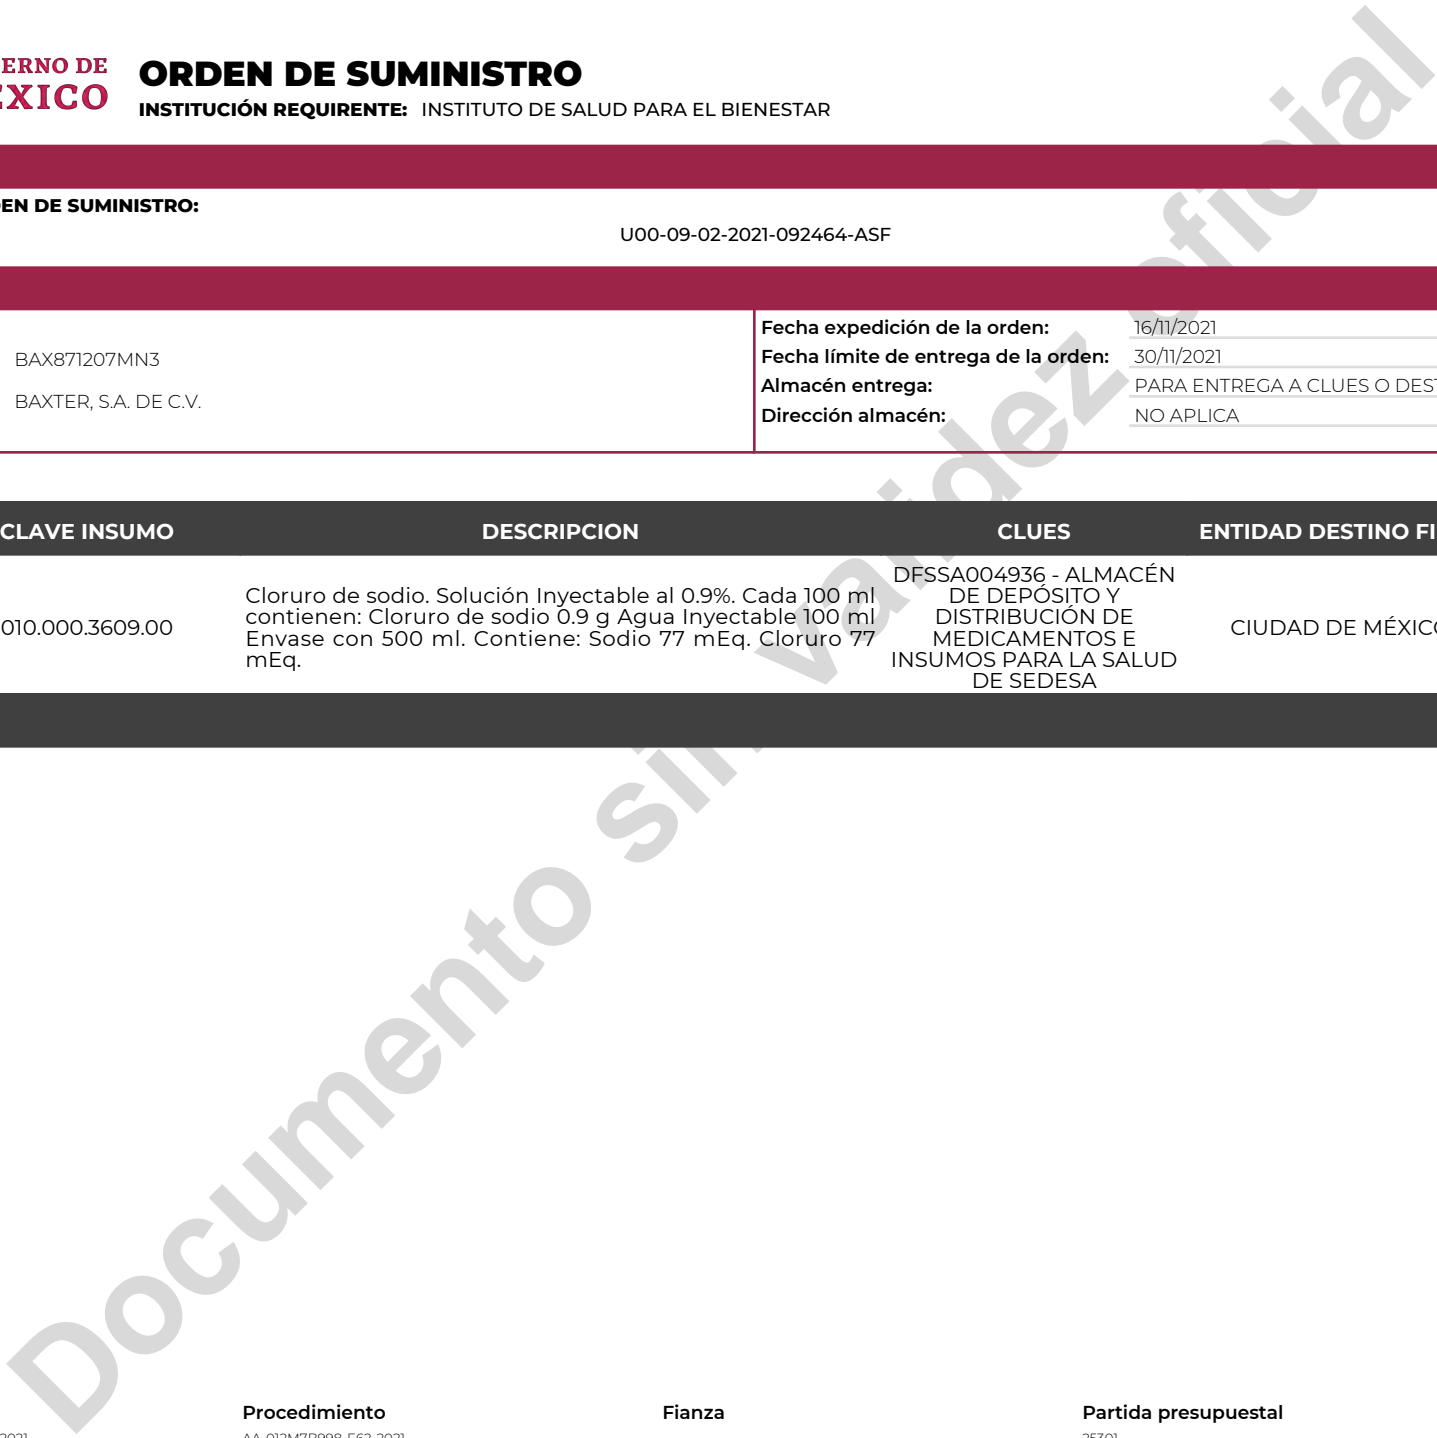 ERNO DE
EXICO
ORDEN DE SUMINISTRO
INSTITUCIÓN REQUIRENTE: INSTITUTO DE SALUD PARA EL BIENESTAR
EN DE SUMINISTRO:
U00-09-02-2021-092464-ASF
BAX871207MN3
BAXTER, S.A. DE C.V.
Fecha expedición de la orden: 16/11/2021
Fecha límite de entrega de la orden: 30/11/2021
Almacén entrega: PARA ENTREGA A CLUES O DEST
Dirección almacén: NO APLICA
CLAVE INSUMO DESCRIPCION CLUES ENTIDAD DESTINO FI
010.000.3609.00
Cloruro de sodio. Solución Inyectable al 0.9%. Cada 100 ml
contienen: Cloruro de sodio 0.9 g Agua Inyectable 100 ml
Envase con 500 ml. Contiene: Sodio 77 mEq. Cloruro 77
mEq.
DFSSA004936 - ALMACÉN
DE DEPÓSITO Y
DISTRIBUCIÓN DE
MEDICAMENTOS E
INSUMOS PARA LA SALUD
DE SEDESA
CIUDAD DE MÉXICO
Documento sin validez oficial
Procedimiento Fianza Partida presupuestal